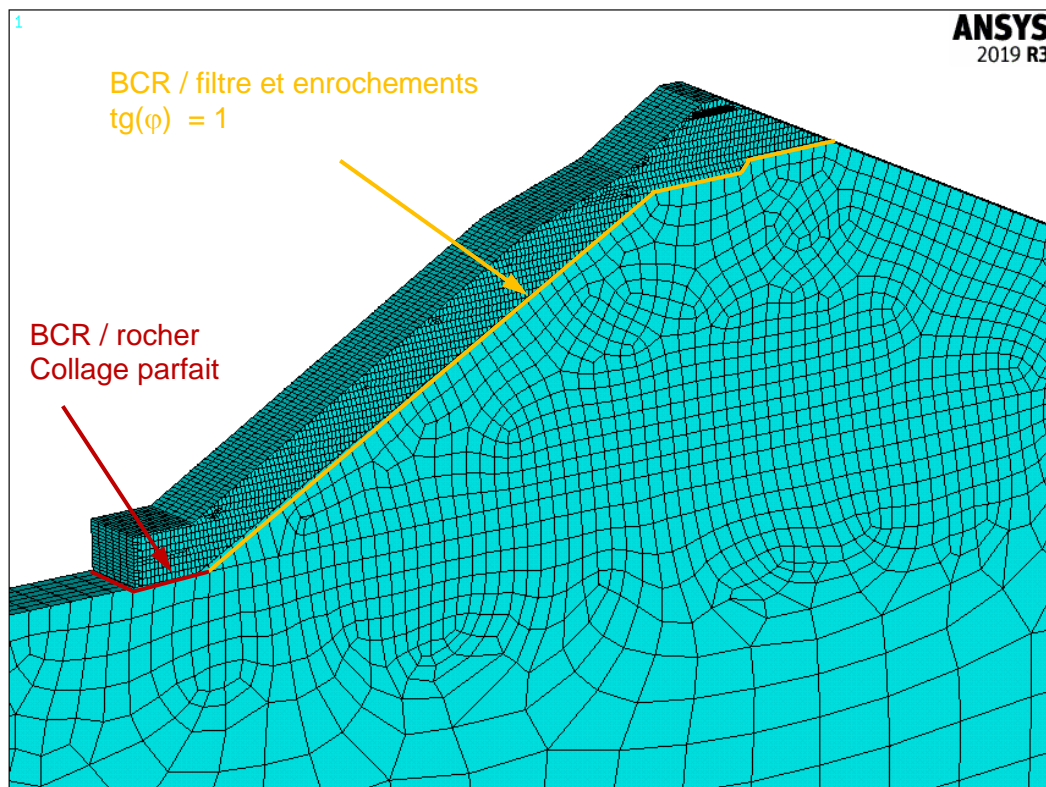 1
ANSYS
2019 R3
BCR / filtre et enrochements
tg(φ) = 1
BCR / rocher
Collage parfait